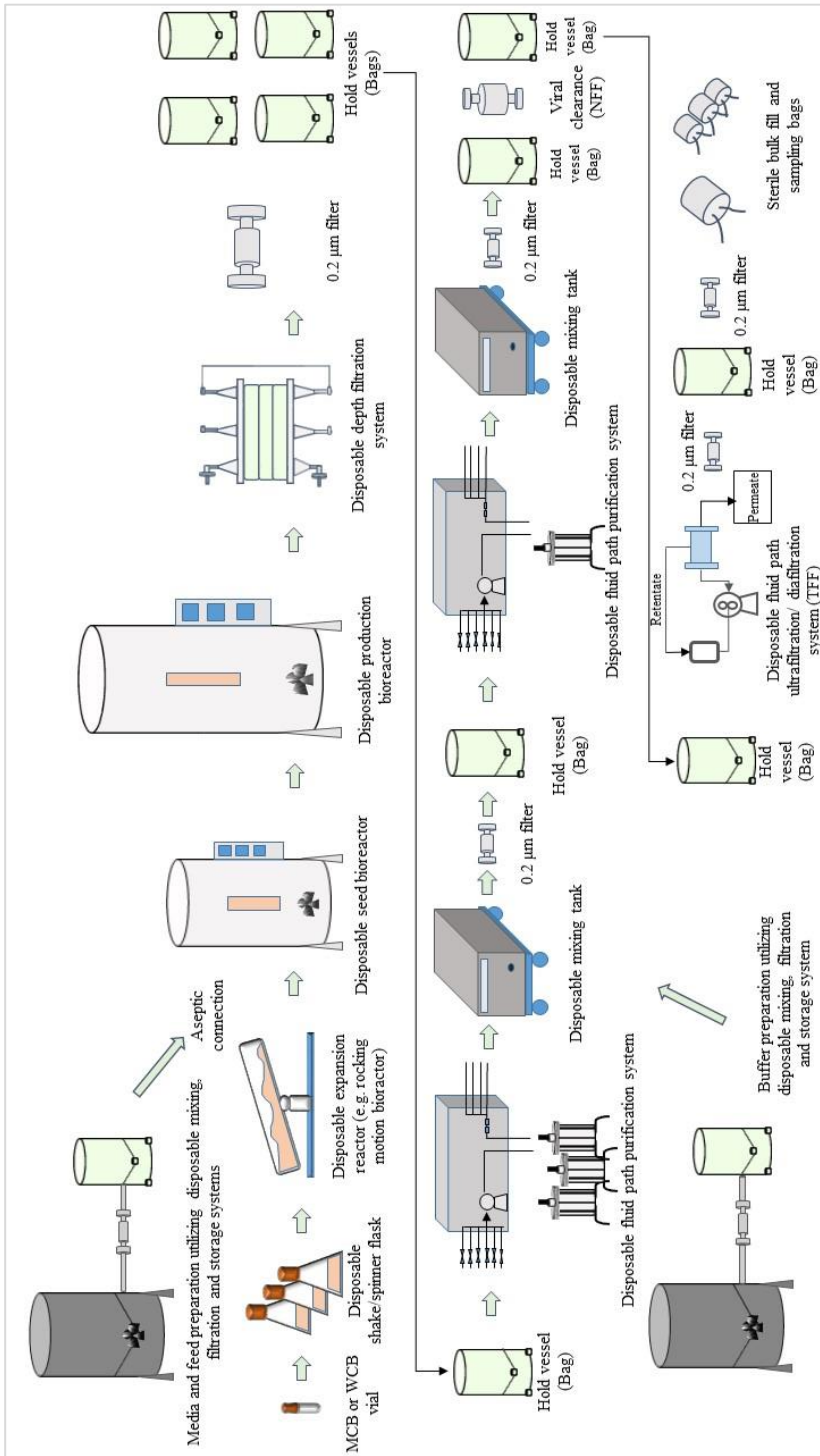 Media and feed preparation utilizing disposable mixing,
filtration and storage systems
Aseptic
connection
MCB or WCB
vial
Disposable
shake/spinner flask
Disposable expansion
reactor (e.g. rocking
motion bioractor)
Disposable seed bioreactor
Disposable production
bioreactor
Disposable depth filtration
system
0.2 µm filter
Hold vessels
(Bags)
Hold vessel
(Bag)
Disposable fluid path purification system
Disposable mixing tank
0.2 µm filter
Hold vessel
(Bag)
Disposable fluid path purification system
Disposable mixing tank
0.2 µm filter
Hold
vessel
(Bag)
Viral
clearance
(NFF)
Hold
vessel
(Bag)
Buffer preparation utilizing
disposable mixing, filtration
and storage system
Hold
vessel
(Bag)
Retentate
Permeate
Disposable fluid path
ultrafiltration/ diafiltration
system (TFF)
0.2 µm filter
Hold
vessel
(Bag)
0.2 µm filter
Sterile bulk fill and
sampling bags